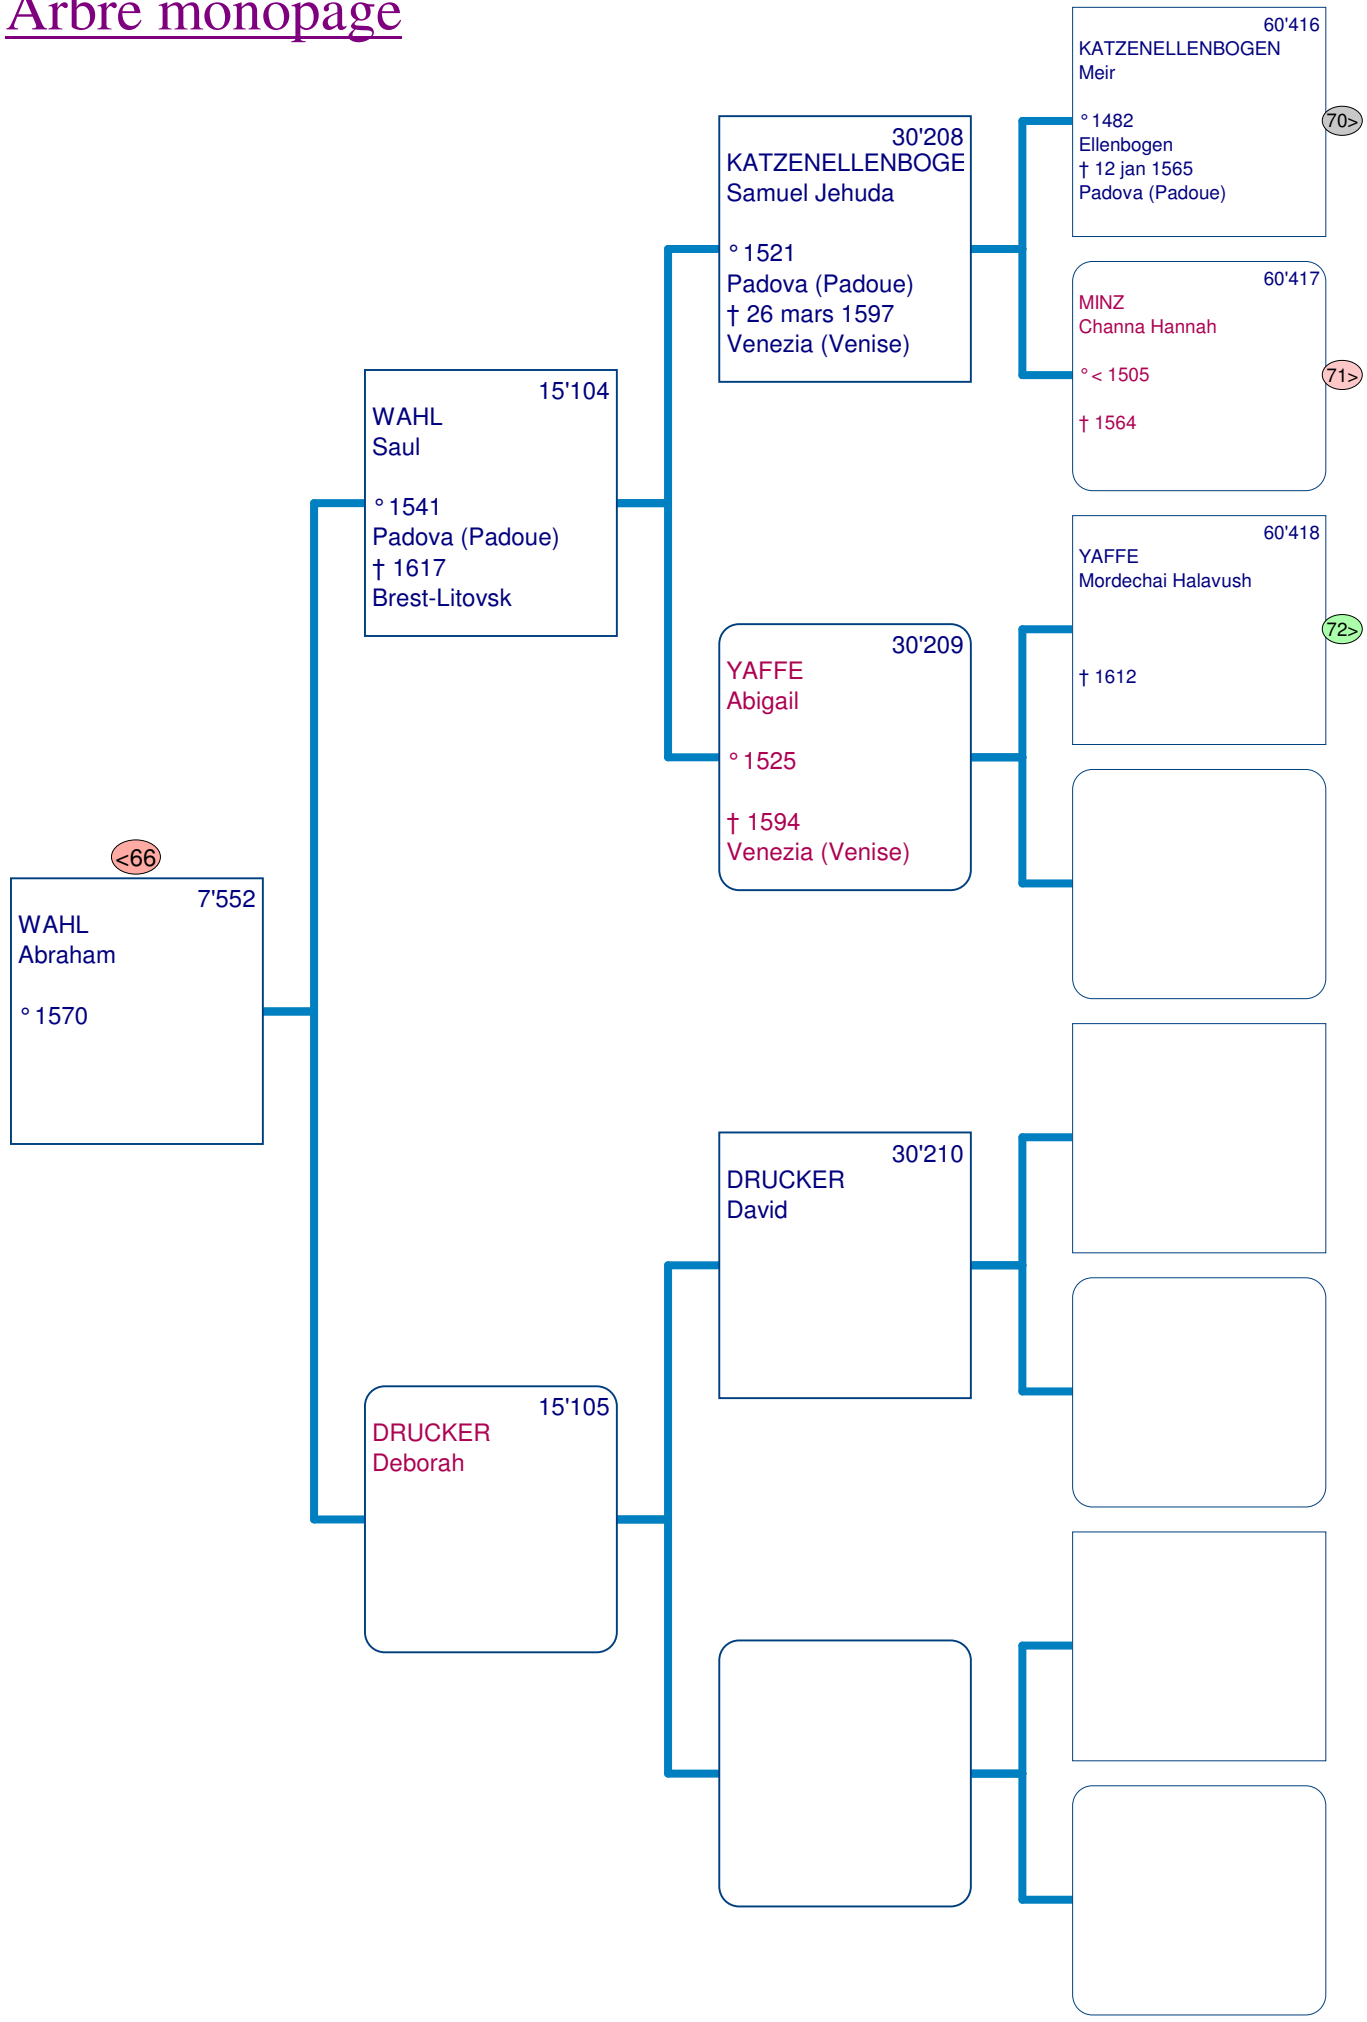 Arbre monopage
60'416
KATZENELLENBOGEN
Meir
° 1482
Ellenbogen
† 12 jan 1565
Padova (Padoue)
70>
30'208
KATZENELLENBOGE
Samuel Jehuda
° 1521
Padova (Padoue)
† 26 mars 1597
Venezia (Venise)
60'417
MINZ
Channa Hannah
° < 1505
† 1564
71>
15'104
WAHL
Saul
° 1541
Padova (Padoue)
† 1617
Brest-Litovsk
60'418
YAFFE
Mordechai Halavush
† 1612
72>
30'209
YAFFE
Abigail
° 1525
† 1594
Venezia (Venise)
<66
7'552
WAHL
Abraham
° 1570
30'210
DRUCKER
David
15'105
DRUCKER
Deborah